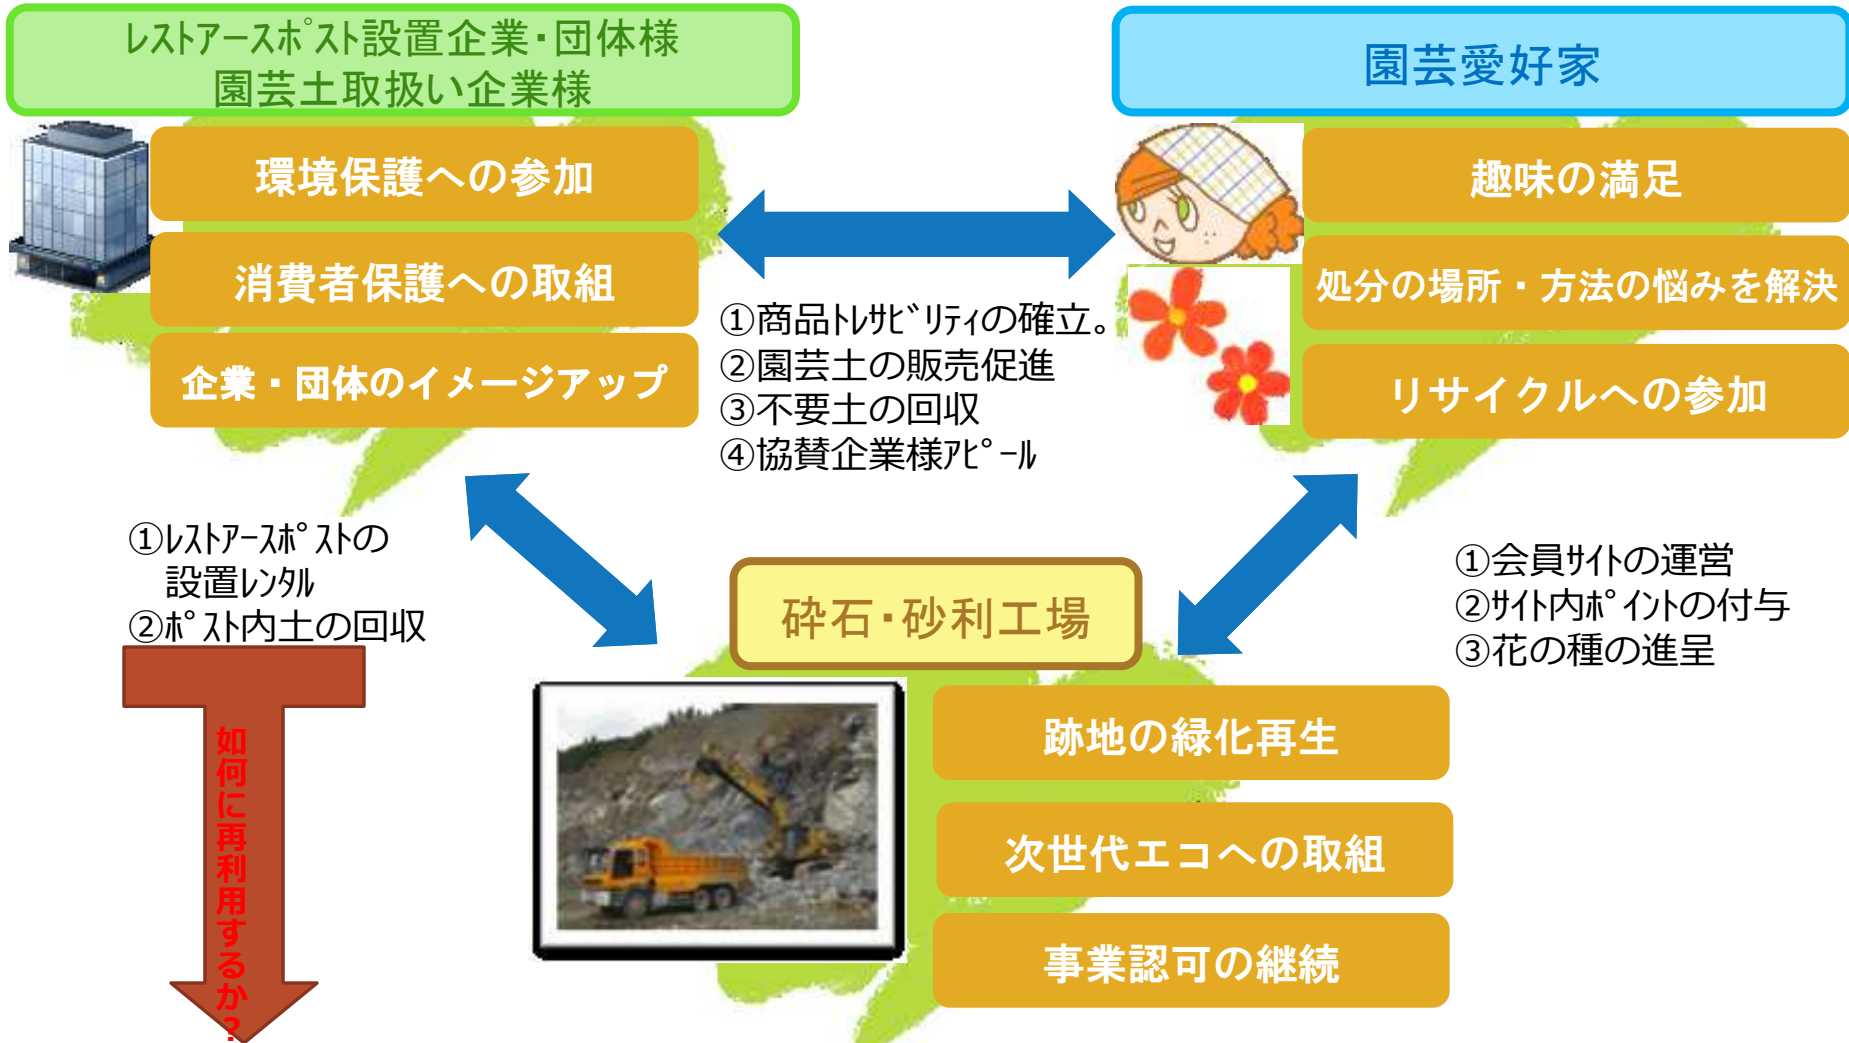 レストアースポスト設置企業・団体様
園芸土取扱い企業様
環境保護への参加
消費者保護への取組
企業・団体のイメージアップ
園芸愛好家
趣味の満足
処分の場所・方法の悩みを解決
リサイクルへの参加
①商品ﾄﾚｻﾋﾞﾘﾃｨの確立。
②園芸土の販売促進
③不要土の回収
④協賛企業様ｱﾋﾟｰﾙ
①ﾚｽﾄｱｰｽﾎﾟｽﾄの
設置ﾚﾝﾀﾙ
②ﾎﾟｽﾄ内土の回収
①会員ｻｲﾄの運営
②ｻｲﾄ内ﾎﾟｲﾝﾄの付与
③花の種の進呈
砕石・砂利工場
跡地の緑化再生
次世代エコへの取組
事業認可の継続
如何に再利用するか?